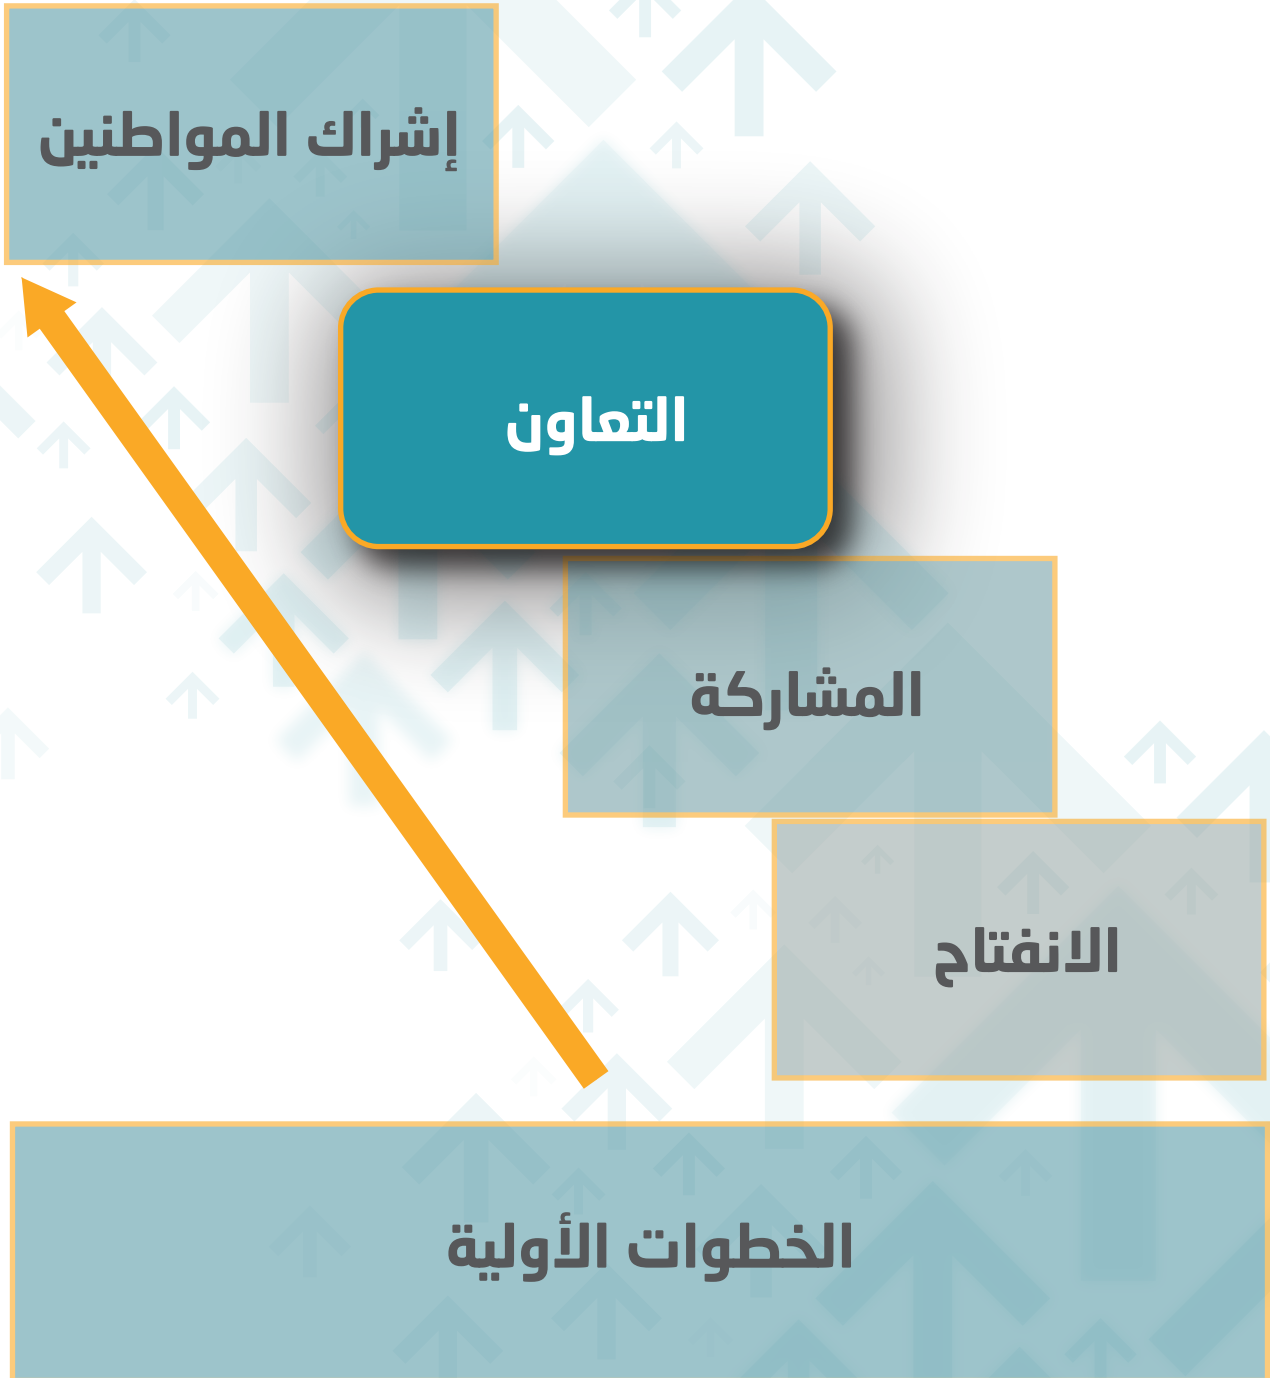 إشراك المواطنين
التعاون
المشاركة
الانفتاح
الخطوات الأولية